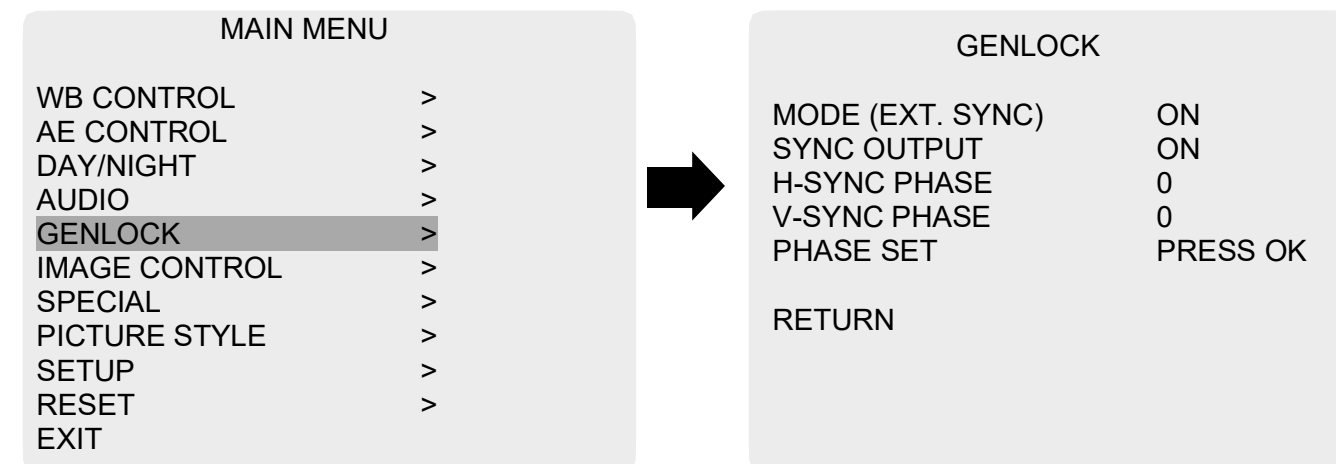 MAIN MENU
WB CONTROL >
AE CONTROL >
DAY/NIGHT >
AUDIO >
GENLOCK >
IMAGE CONTROL >
SPECIAL >
PICTURE STYLE >
SETUP >
RESET >
EXIT
GENLOCK
MODE (EXT. SYNC) ON
SYNC OUTPUT ON
H-SYNC PHASE 0
V-SYNC PHASE 0
PHASE SET PRESS OK
RETURN